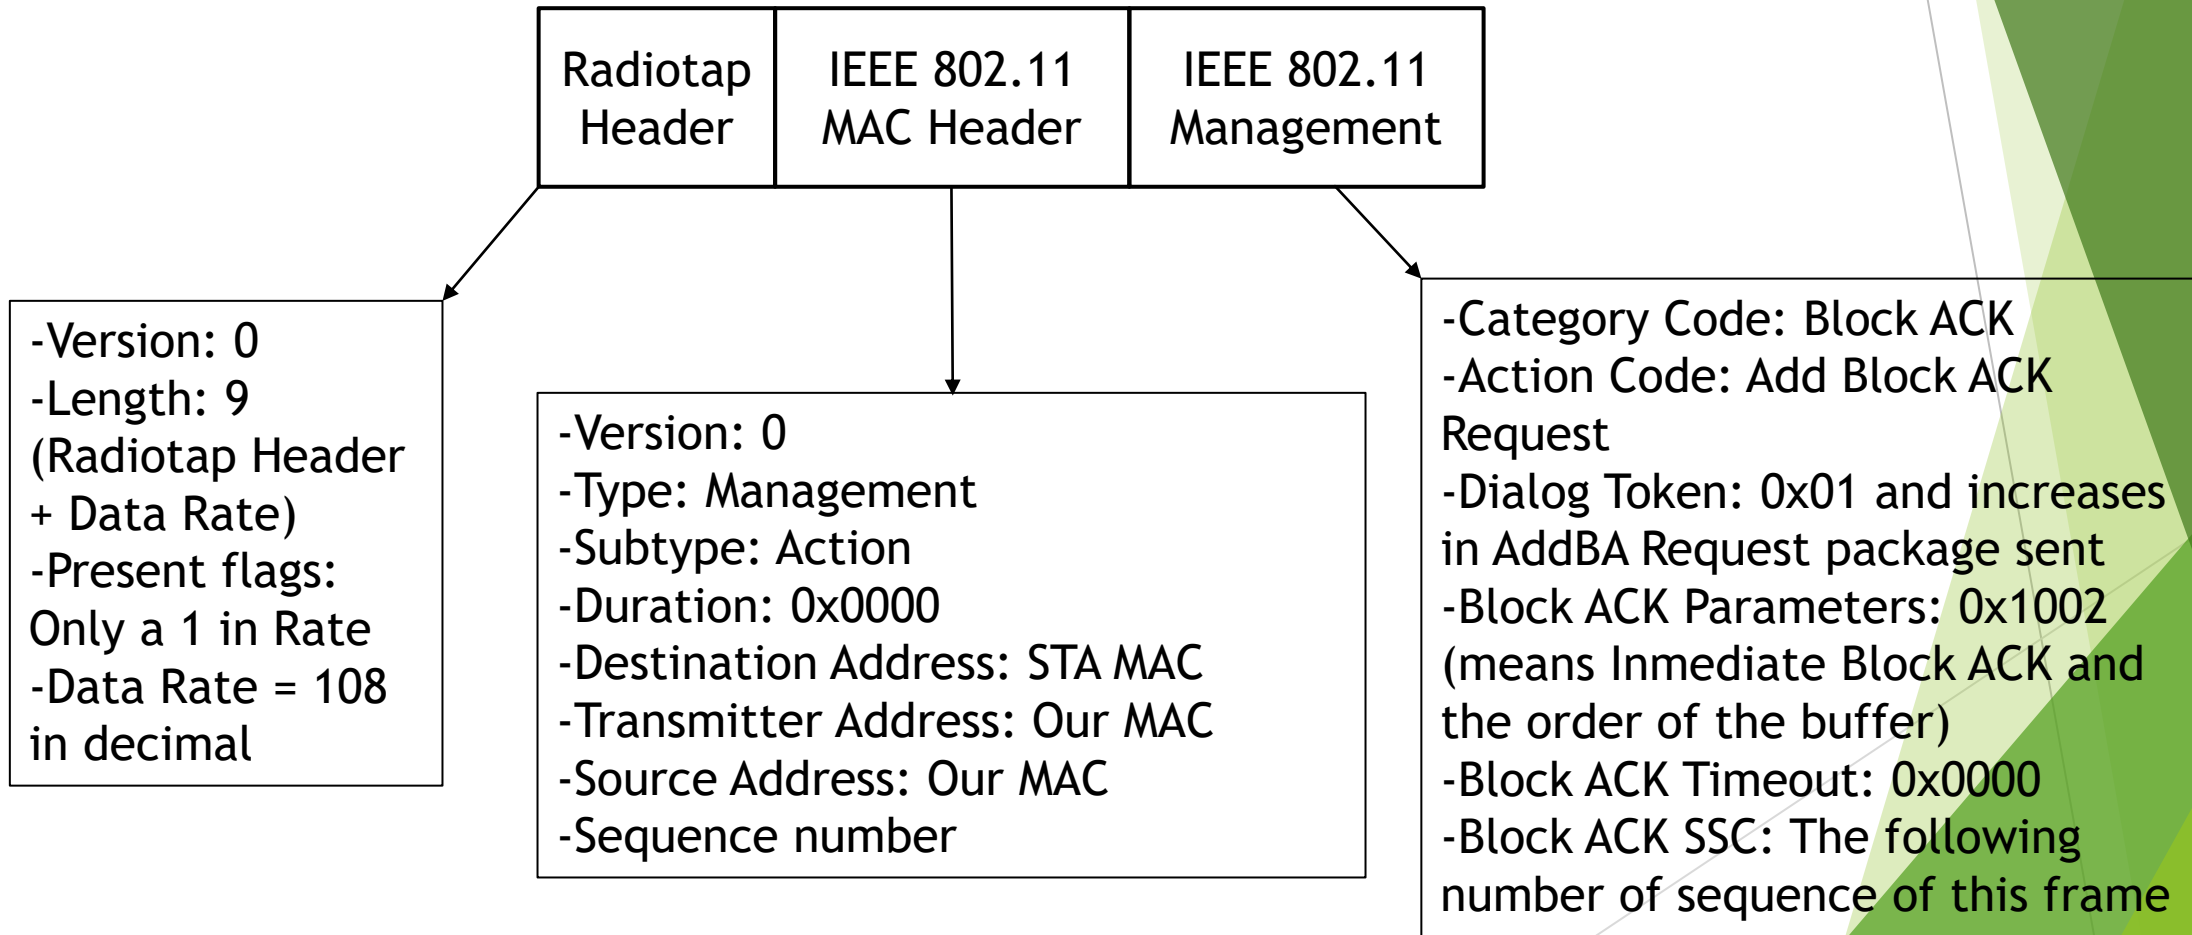 Radiotap
Header
IEEE 802.11
MAC Header
IEEE 802.11
Management
-Version: 0
-Length: 9
(Radiotap Header
+ Data Rate)
-Present flags:
Only a 1 in Rate
-Data Rate = 108
in decimal
-Version: 0
-Type: Management
-Subtype: Action
-Duration: 0x0000
-Destination Address: STA MAC
-Transmitter Address: Our MAC
-Source Address: Our MAC
-Sequence number
-Category Code: Block ACK
-Action Code: Add Block ACK
Request
-Dialog Token: 0x01 and increases
in AddBA Request package sent
-Block ACK Parameters: 0x1002
(means Inmediate Block ACK and
the order of the buffer)
-Block ACK Timeout: 0x0000
-Block ACK SSC: The following
number of sequence of this frame